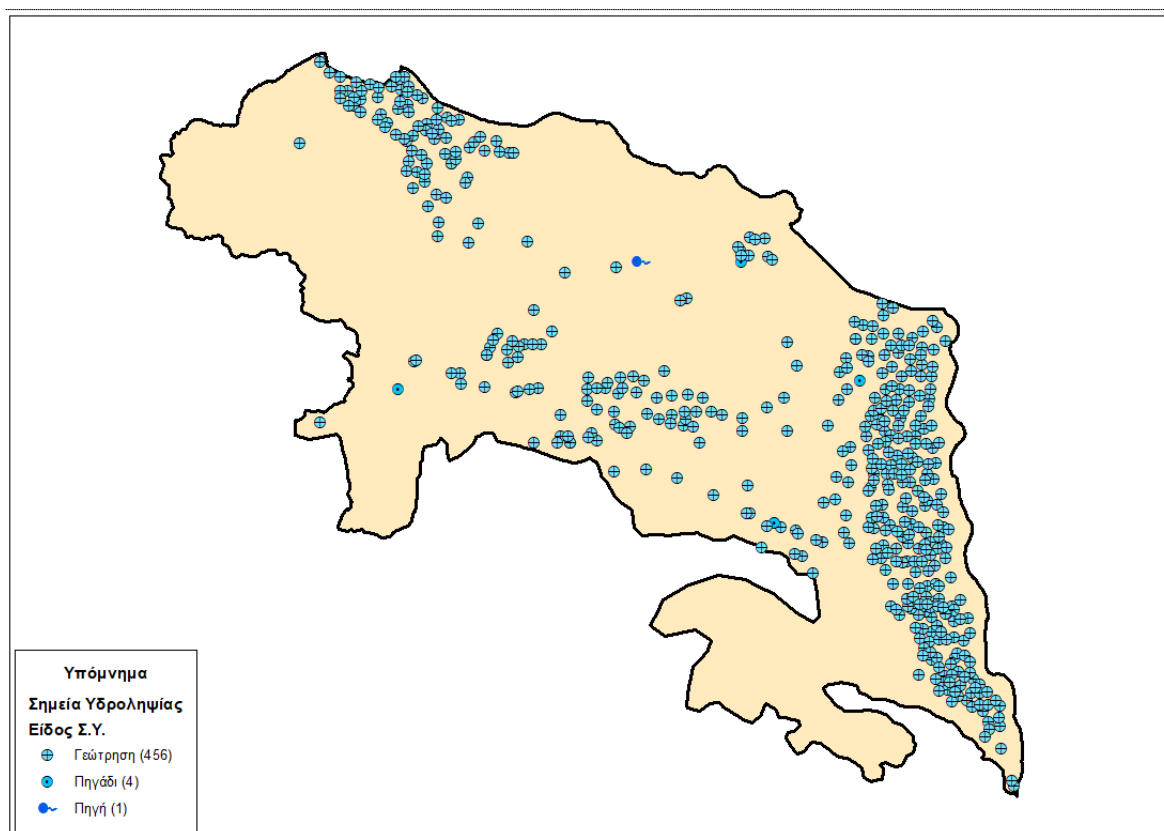 Υπόμνημα
Σημεία Υδροληψίας
Είδος Σ.Υ.
Γεώτρηση (456)
Πηγάδι (4)
Πηγή (1)